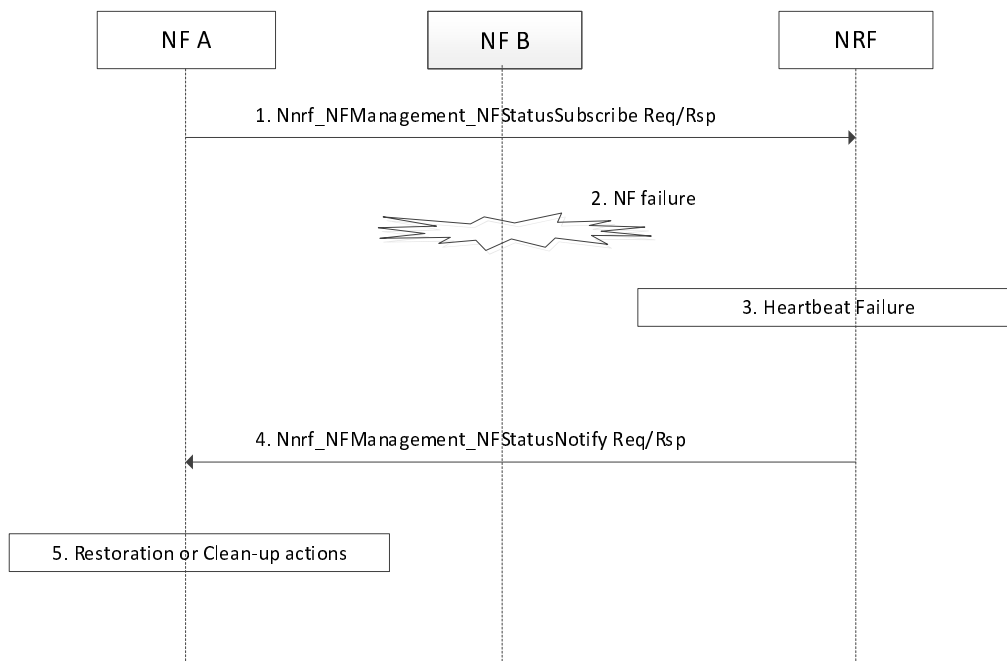 NF A
NF B
NRF
1. Nnrf_NFManagement_NFStatusSubscribe Req/Rsp
2. NF failure
3. Heartbeat Failure
4. Nnrf_NFManagement_NFStatusNotify Req/Rsp
5. Restoration or Clean-up actions